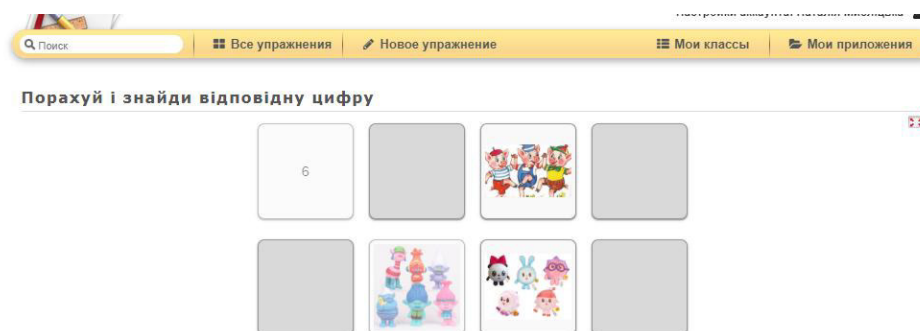 Поиск
Все упражнения
Новое упражнение
Мои классы
Мои приложения
Порахуй і знайди відповідну цифру
6